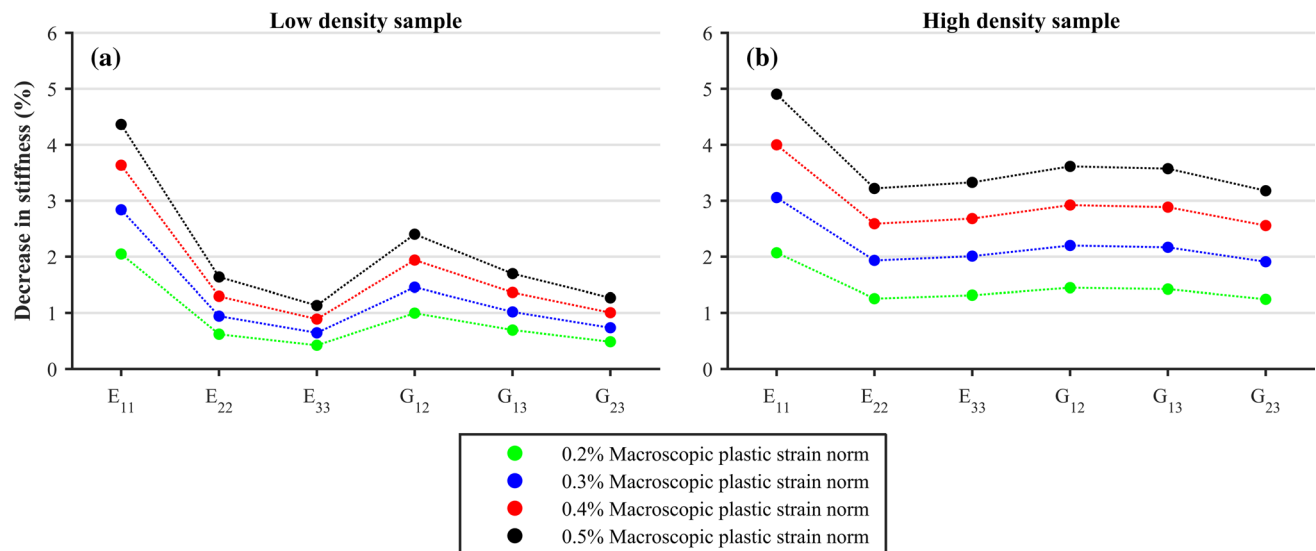 Low density sample
High density sample
(a)
(b)
Decrease in stiffness (%)
6
5
4
3
2
1
0
E11 E22 E33 G12 G13 G23
6
5
4
3
2
1
0
E11 E22 E33 G12 G13 G23
0.2% Macroscopic plastic strain norm
0.3% Macroscopic plastic strain norm
0.4% Macroscopic plastic strain norm
0.5% Macroscopic plastic strain norm